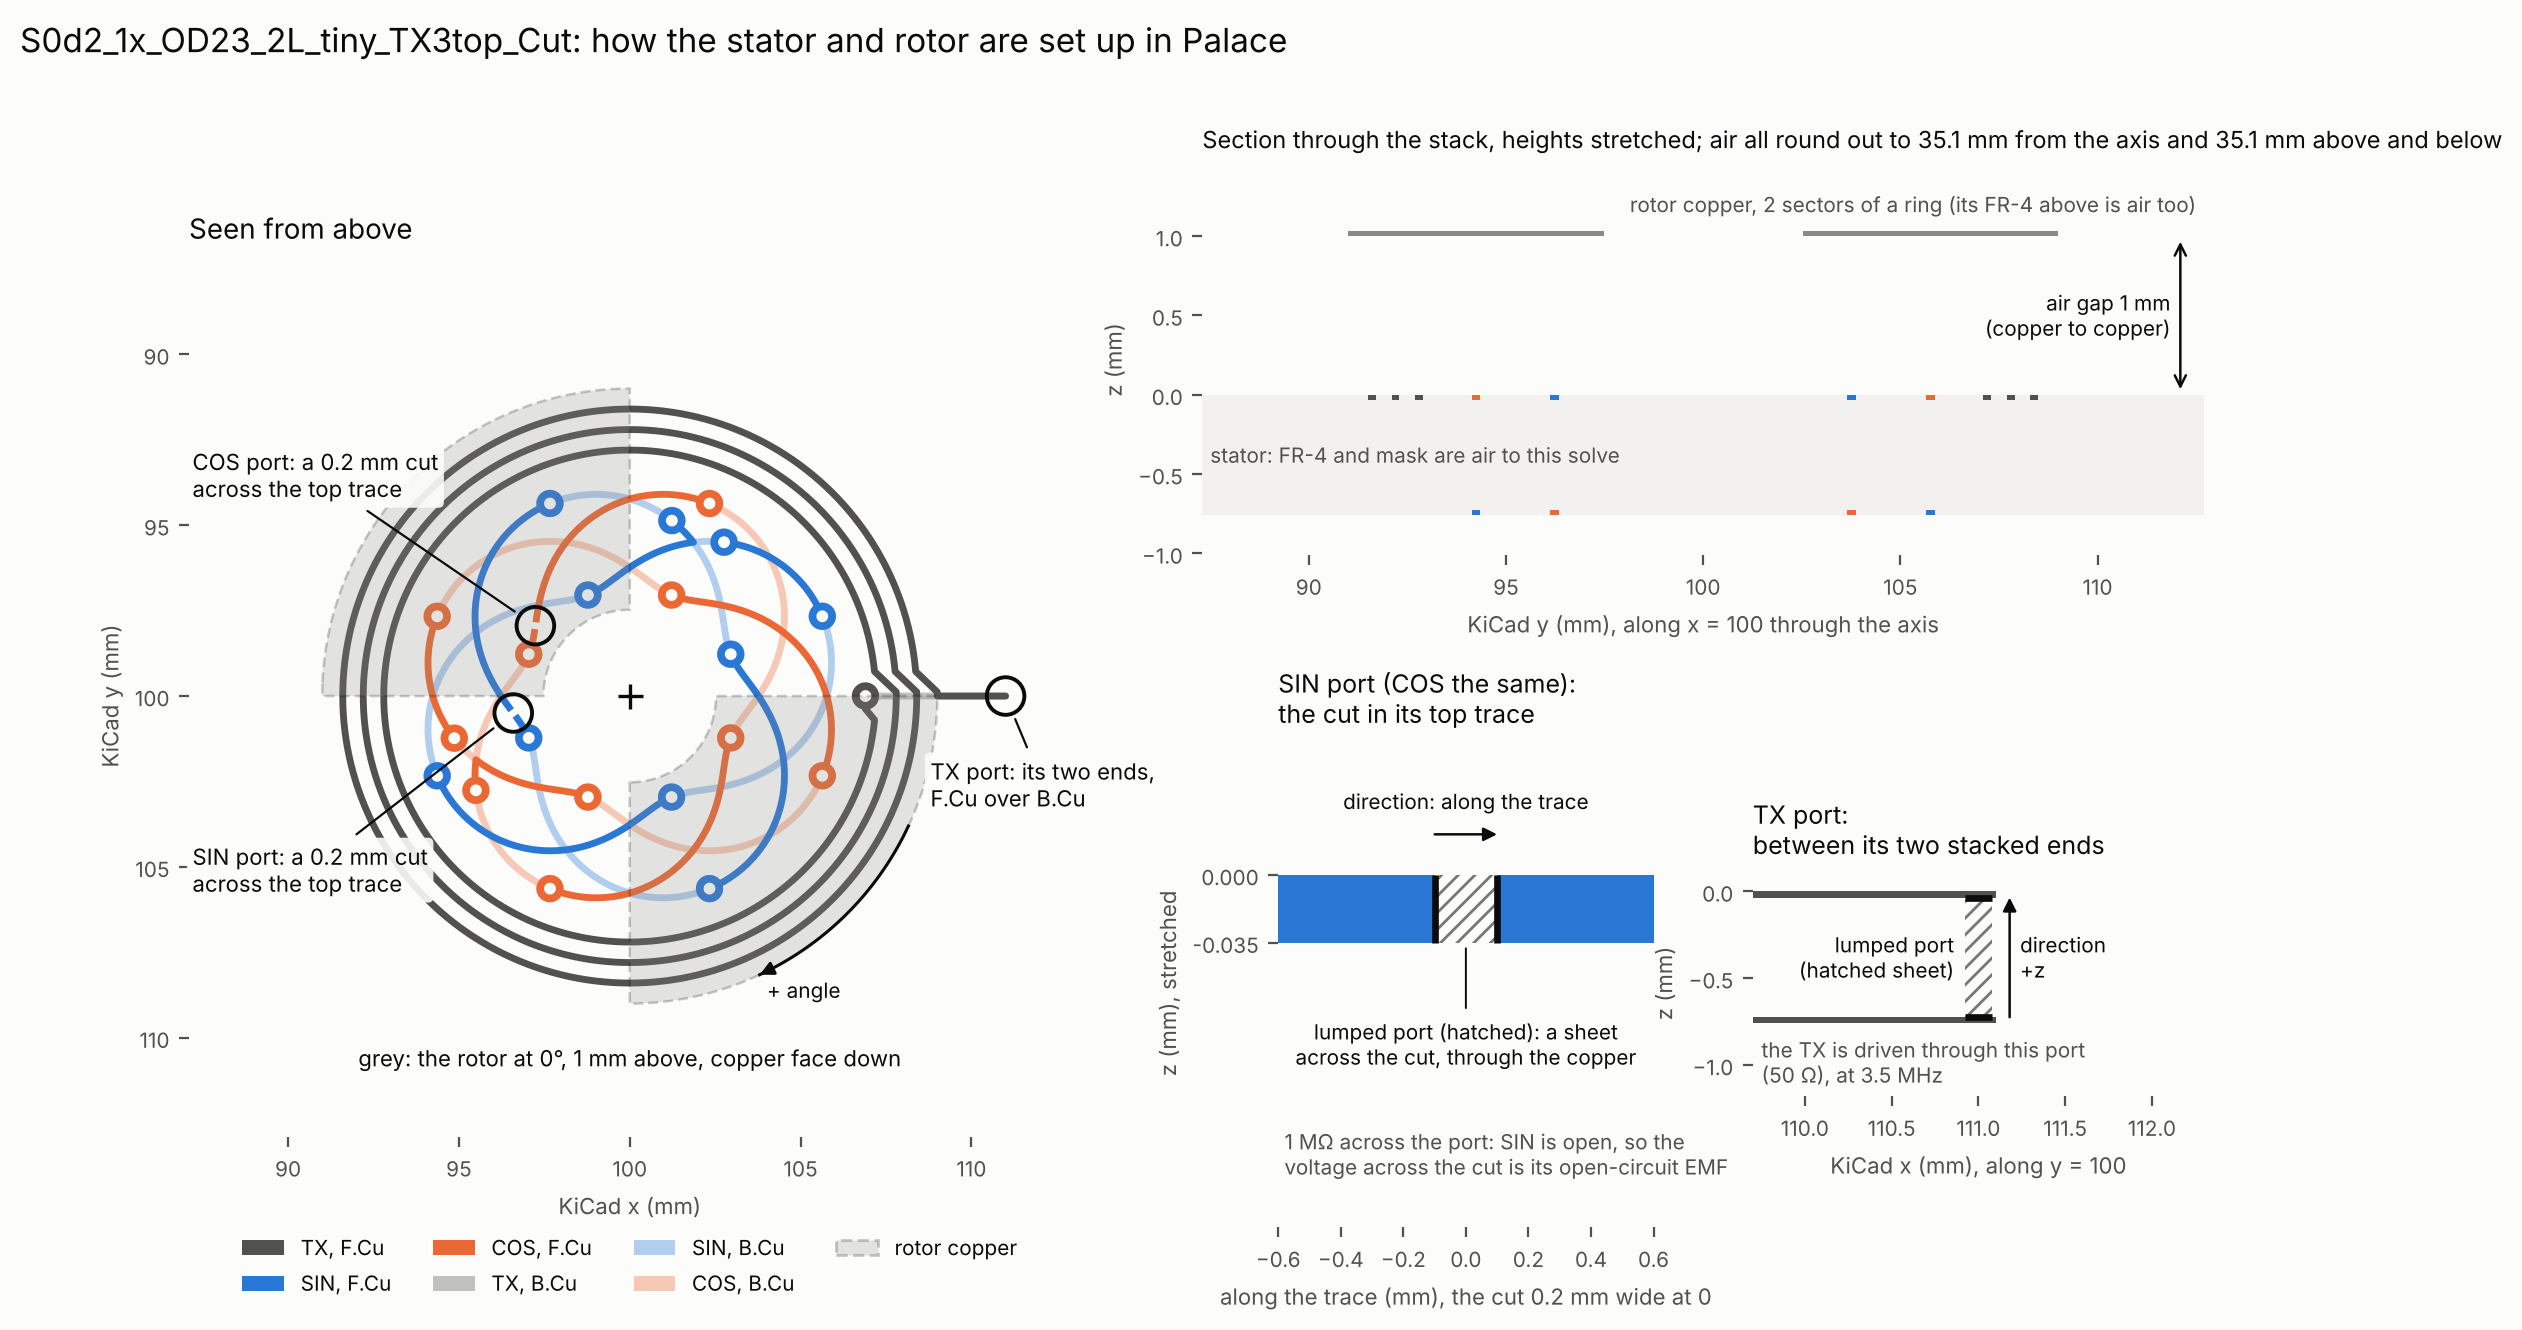 S0d2_1x_OD23_2L_tiny_TX3top_Cut: how the stator and rotor are set up in Palace
Seen from above
90
95
100
105
110
KiCad y (mm)
COS port: a 0.2 mm cut
across the top trace
SIN port: a 0.2 mm cut
across the top trace
TX port: its two ends,
F.Cu over B.Cu
+ angle
grey: the rotor at 0°, 1 mm above, copper face down
90
95
100
105
110
KiCad x (mm)
TX, F.Cu
SIN, F.Cu
COS, F.Cu
TX, B.Cu
SIN, B.Cu
COS, B.Cu
rotor copper
Section through the stack, heights stretched; air all round out to 35.1 mm from the axis and 35.1 mm above and below
rotor copper, 2 sectors of a ring (its FR-4 above is air too)
1.0
0.5
0.0
−0.5
−1.0
z (mm)
air gap 1 mm
(copper to copper)
stator: FR-4 and mask are air to this solve
90
95
100
105
110
KiCad y (mm), along x = 100 through the axis
SIN port (COS the same):
the cut in its top trace
direction: along the trace
0.000
-0.035
z (mm), stretched
lumped port (hatched): a sheet
across the cut, through the copper
1 MΩ across the port: SIN is open, so the
voltage across the cut is its open-circuit EMF
−0.6
−0.4
−0.2
0.0
0.2
0.4
0.6
along the trace (mm), the cut 0.2 mm wide at 0
TX port:
between its two stacked ends
0.0
−0.5
−1.0
z (mm)
lumped port
(hatched sheet)
direction
+z
the TX is driven through this port
(50 Ω), at 3.5 MHz
110.0
110.5
111.0
111.5
112.0
KiCad x (mm), along y = 100